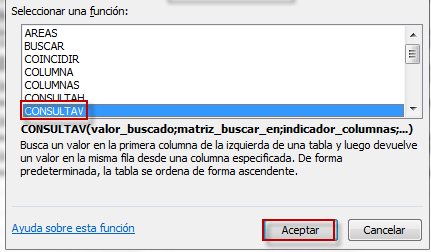 Seleccionar una función:
AREAS
BUSCAR
COINCIDIR
COLUMNA
COLUMNAS
CONSULTAH
CONSULTAV
CONSULTAV(valor_buscado;matriz_buscar_en;indicador_columnas;...)
Busca un valor en la primera columna de la izquierda de una tabla y luego devuelve
un valor en la misma fila desde una columna especificada. De forma
predeterminada, la tabla se ordena de forma ascendente.
Ayuda sobre esta función
Aceptar
Cancelar